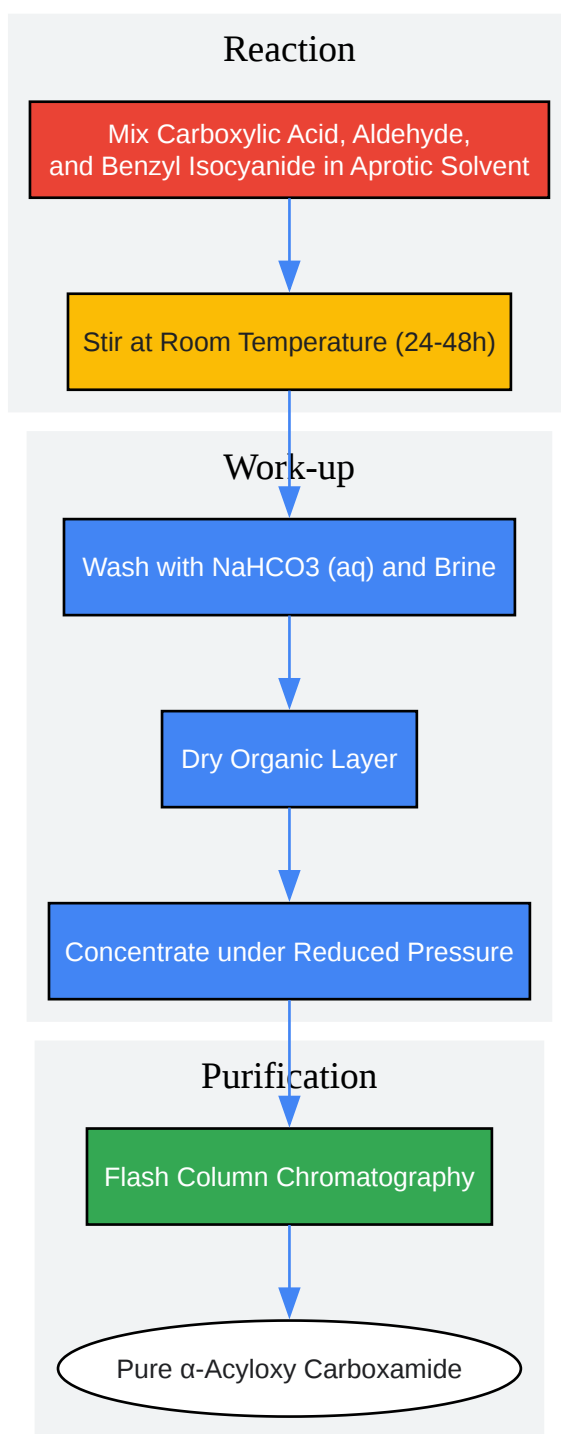 Reaction
Mix Carboxylic Acid, Aldehyde,
and Benzyl Isocyanide in Aprotic Solvent
Stir at Room Temperature (24-48h)
Work-up
Wash with NaHCO3 (aq) and Brine
Dry Organic Layer
Concentrate under Reduced Pressure
Purification
Flash Column Chromatography
Pure α-Acyloxy Carboxamide